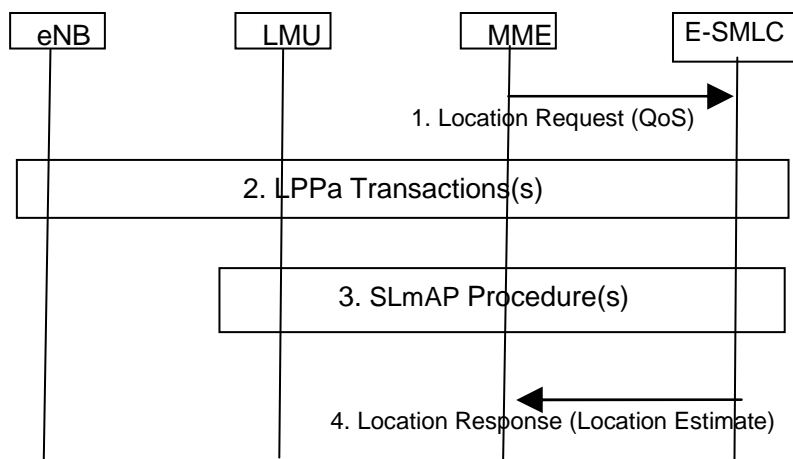 eNB
LMU
MME
E-SMLC
1. Location Request (QoS)
2. LPPa Transactions(s)
3. SLmAP Procedure(s)
4. Location Response (Location Estimate)